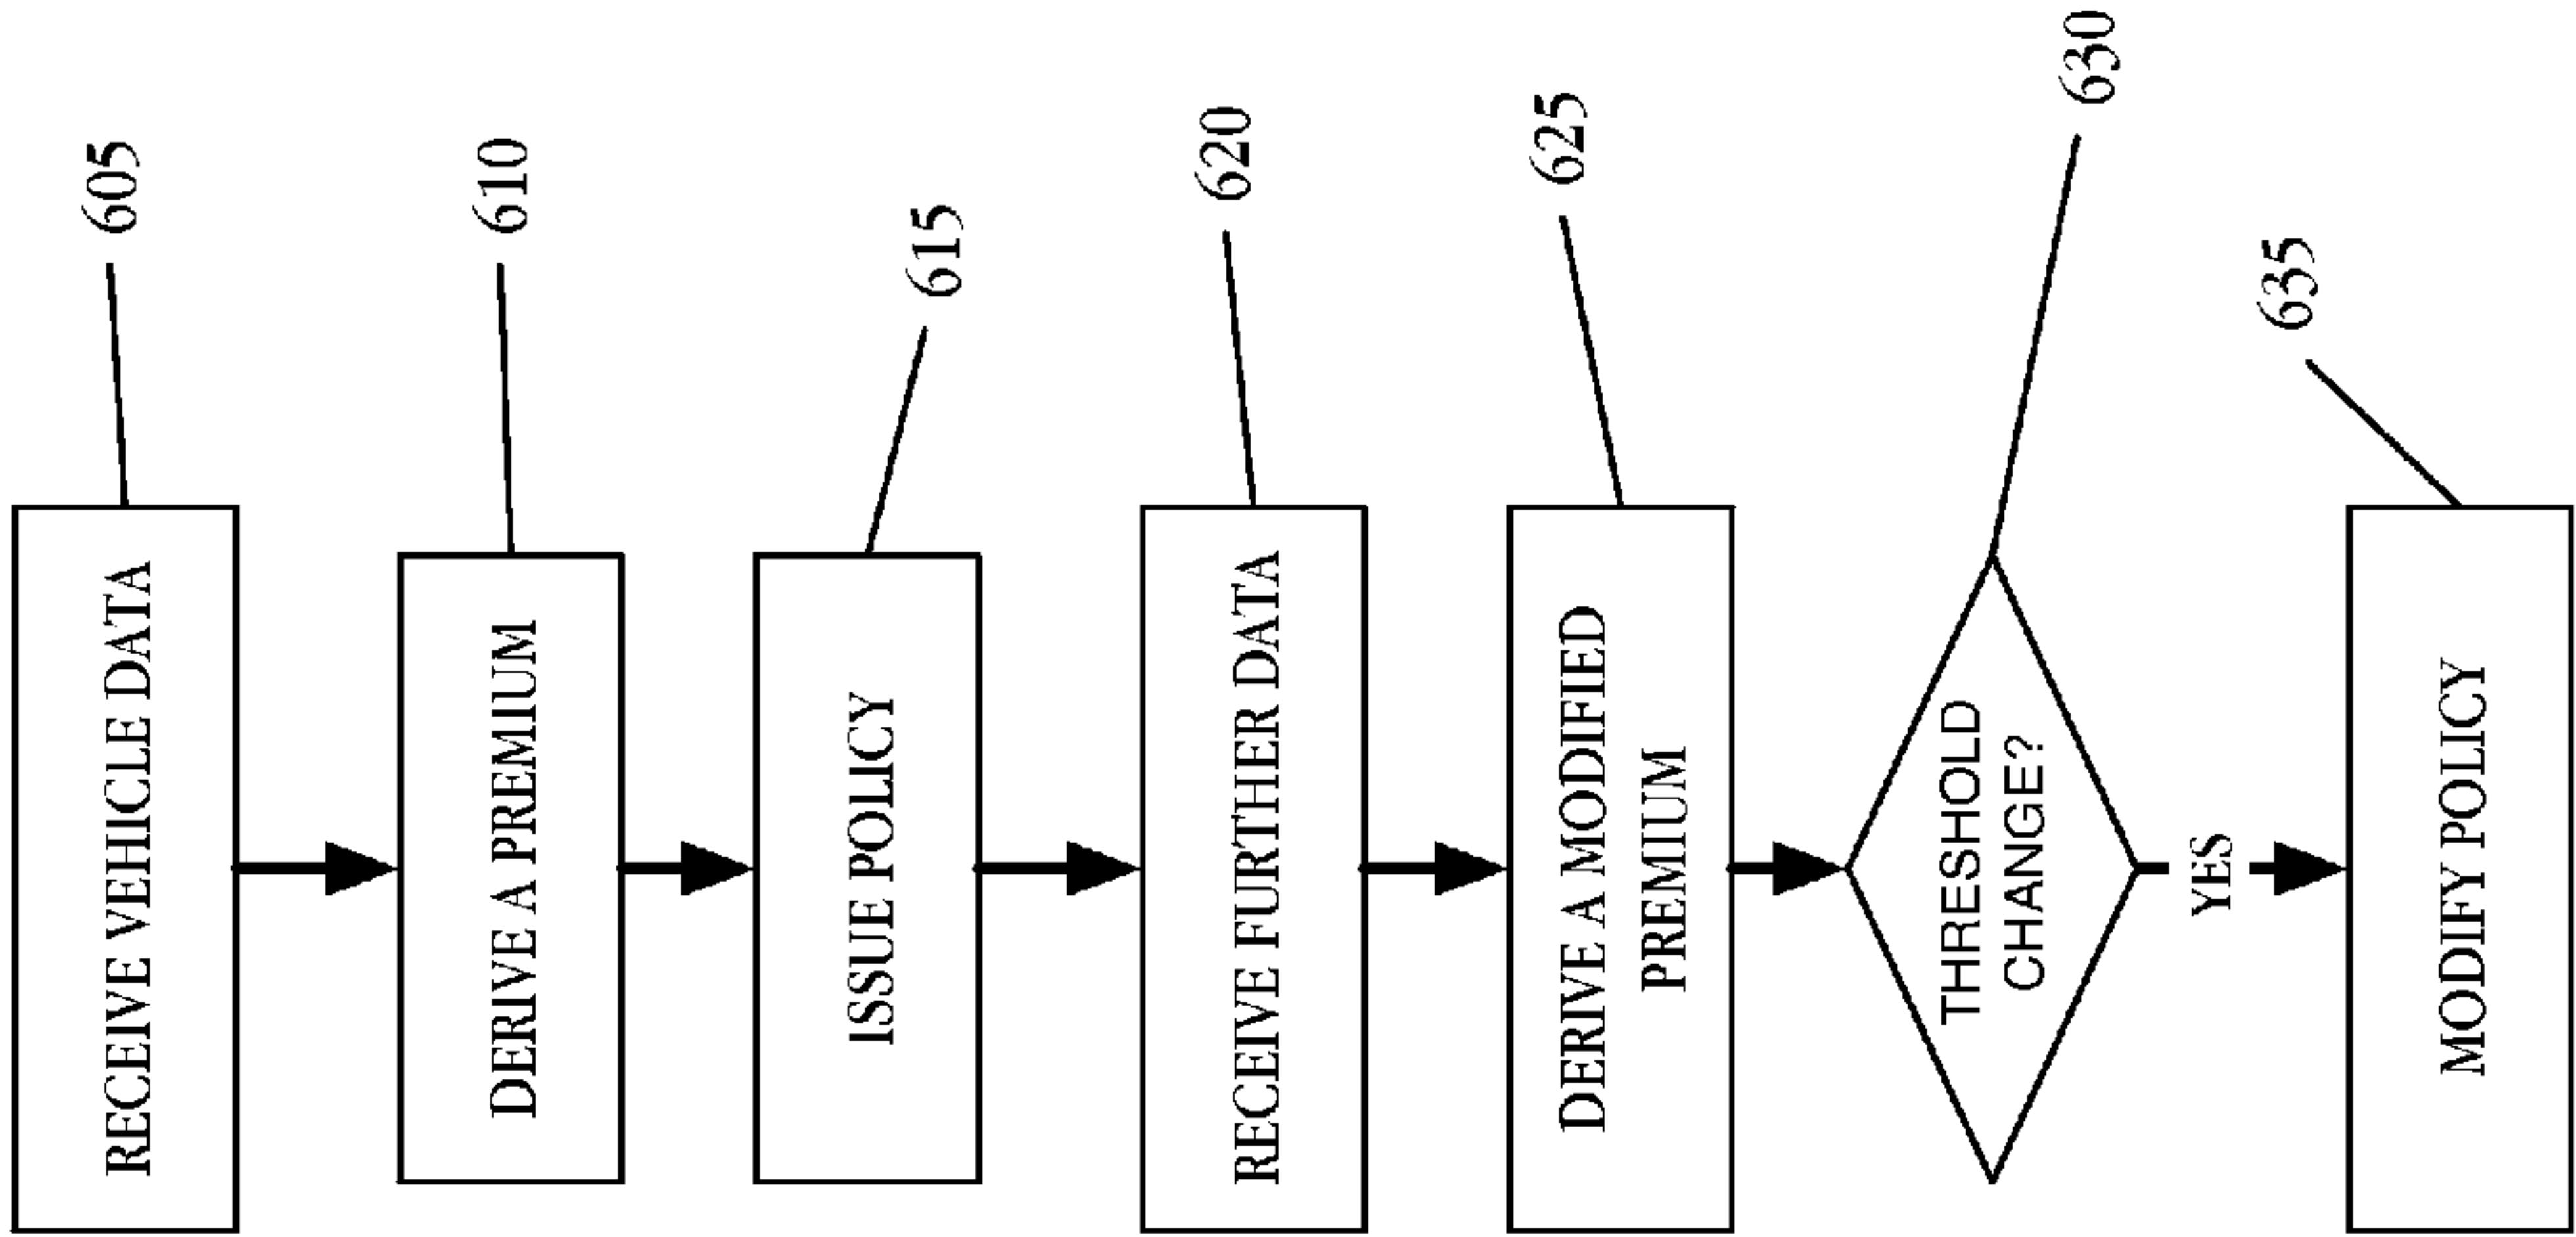 RECEIVE VEHICLE DATA
605
DERIVE A PREMIUM
610
ISSUE POLICY
615
RECEIVE FURTHER DATA
620
DERIVE A MODIFIED
PREMIUM
625
THRESHOLD
CHANGE?
630
YES
MODIFY POLICY
635